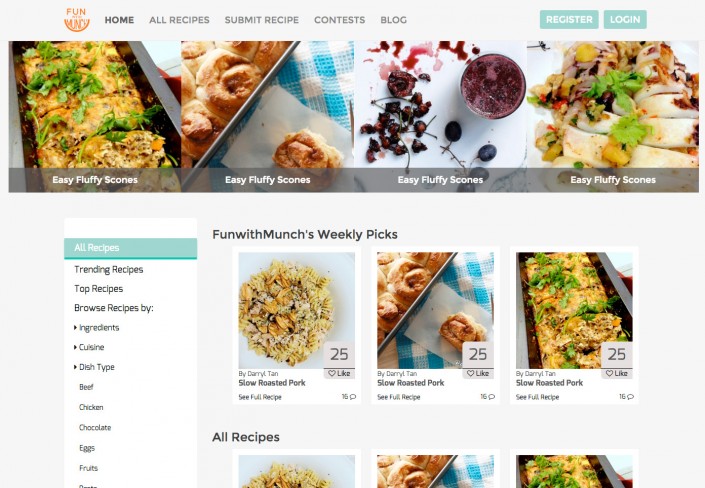 FUN
MUNCH
HOME
ALL RECIPES
SUBMIT RECIPE
CONTESTS
BLOG
REGISTER
LOGIN
Easy Fluffy Scones
Easy Fluffy Scones
Easy Fluffy Scones
Easy Fluffy Scones
All Recipes
Trending Recipes
Top Recipes
Browse Recipes by:
Ingredients
Cuisine
Dish Type
Beef
Chicken
Chocolate
Eggs
Fruits
FunwithMunch's Weekly Picks
25
Like
By Darryl Tan
Slow Roasted Pork
See Full Recipe
16
25
Like
By Darryl Tan
Slow Roasted Pork
See Full Recipe
16
25
Like
By Darryl Tan
Slow Roasted Pork
See Full Recipe
16
All Recipes